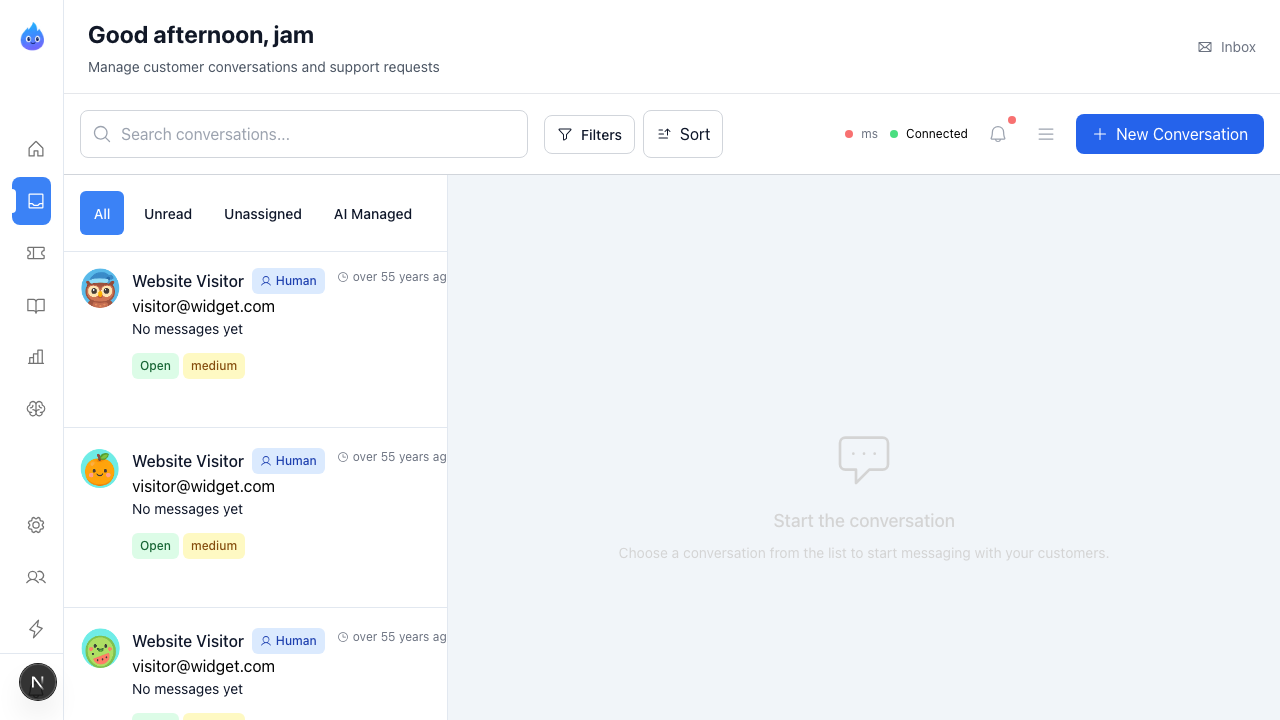 Good afternoon, jam
Manage customer conversations and support requests
Inbox
Search conversations...
Filters
Sort
ms
Connected
New Conversation
All
Unread
Unassigned
AI Managed
Website Visitor
Human
over 55 years ag
visitor@widget.com
No messages yet
Open
medium
Website Visitor
Human
over 55 years ag
visitor@widget.com
No messages yet
Open
medium
Website Visitor
Human
over 55 years ag
visitor@widget.com
No messages yet
Start the conversation
Choose a conversation from the list to start messaging with your customers.
N